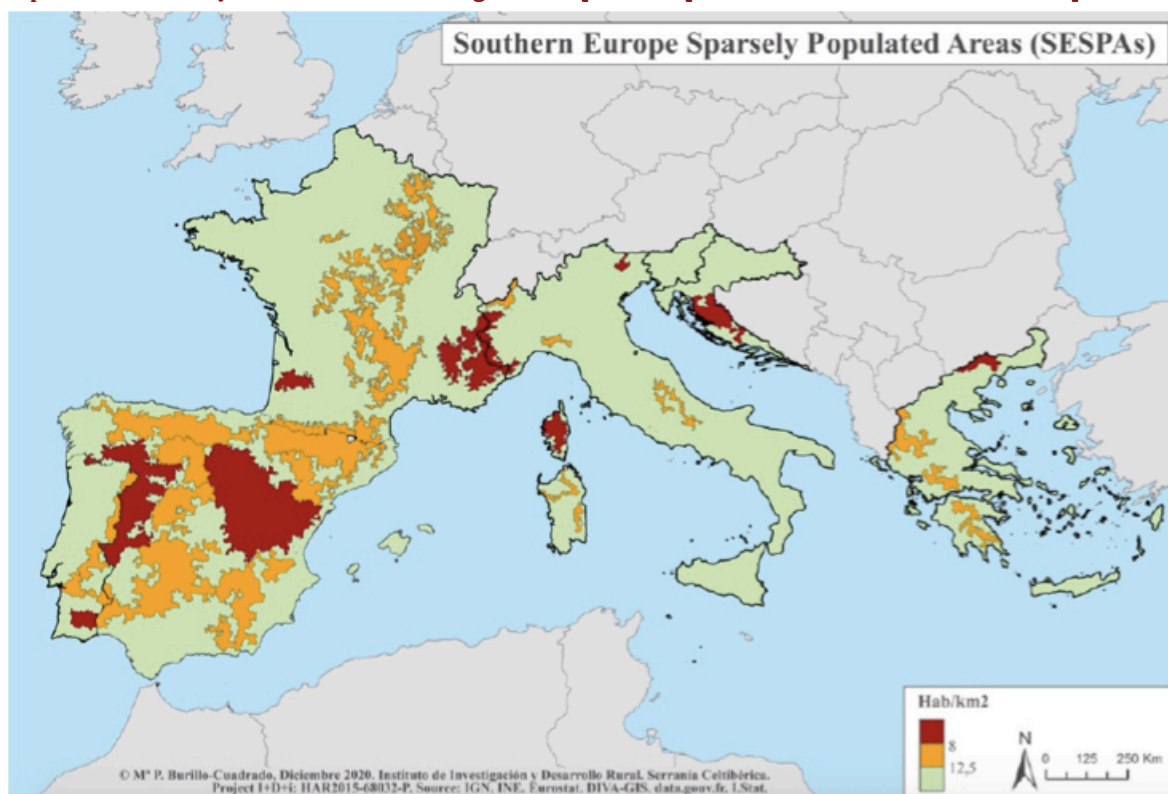 Southern Europe Sparsely Populated Areas (SESPAs)
Hab/km2
8
12,5
N
0 125 250 Km
© Mª P. Burillo-Cuadrado, Diciembre 2020. Instituto de Investigación y Desarrollo Rural. Serranía Celtibérica.
Project I+D+i: HAR2015-68032-P. Source: IGN. INE. Eurostat. DIVA-GIS. data.gouv.fr. I.Stat.